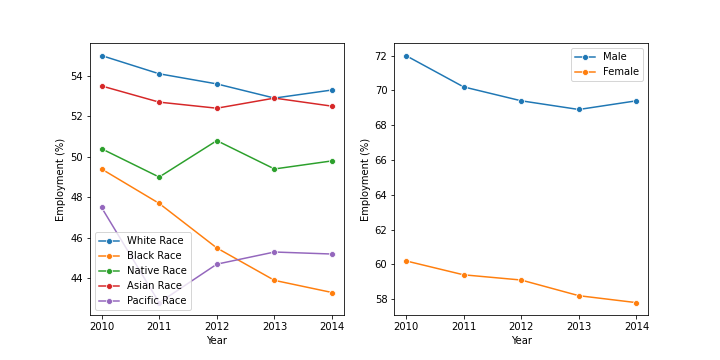 Employment (%)
54
52
50
48
46
44
White Race
Black Race
Native Race
Asian Race
Pacific Race
2010 2011 2012 2013 2014
Year
Employment (%)
72
70
68
66
64
62
60
58
Male
Female
2010 2011 2012 2013 2014
Year